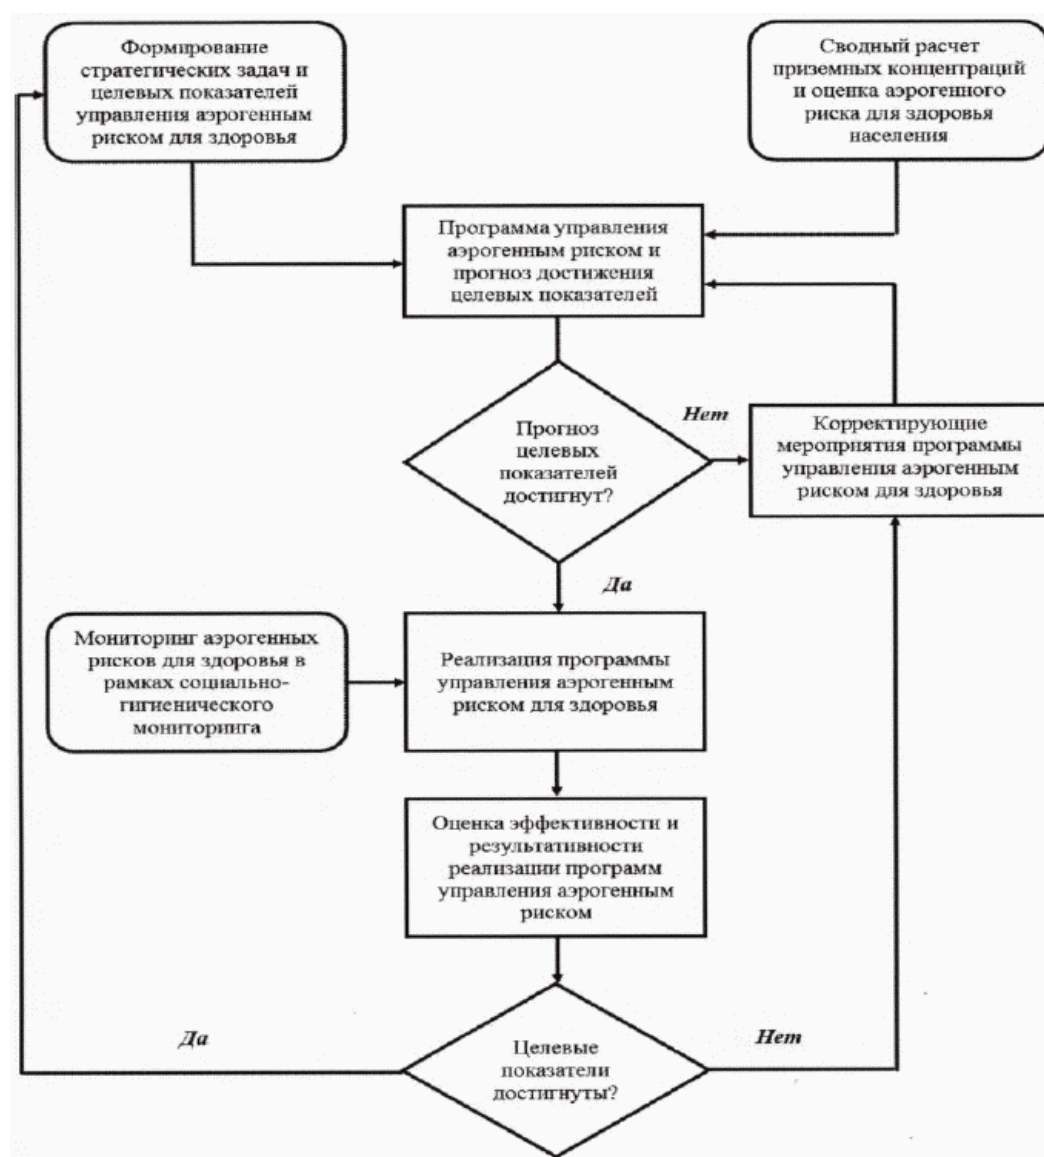 Формирование
стратегических задач и
целевых показателей
управления аэрогенным
риском для здоровья
Сводный расчет
приземных концентраций
и оценка аэрогенного
риска для здоровья
населения
Программа управления
аэрогенным риском и
прогноз достижения
целевых показателей
Прогноз
целевых
показателей
достигнут?
Нет
Корректирующие
мероприятия программы
управления аэрогенным
риском для здоровья
Да
Мониторинг аэрогенных
рисков для здоровья в
рамках социально-
гигиенического
мониторинга
Реализация программы
управления аэрогенным
риском для здоровья
Оценка эффективности и
результативности
реализации программ
управления аэрогенным
риском
Да
Целевые
показатели
достигнуты?
Нет